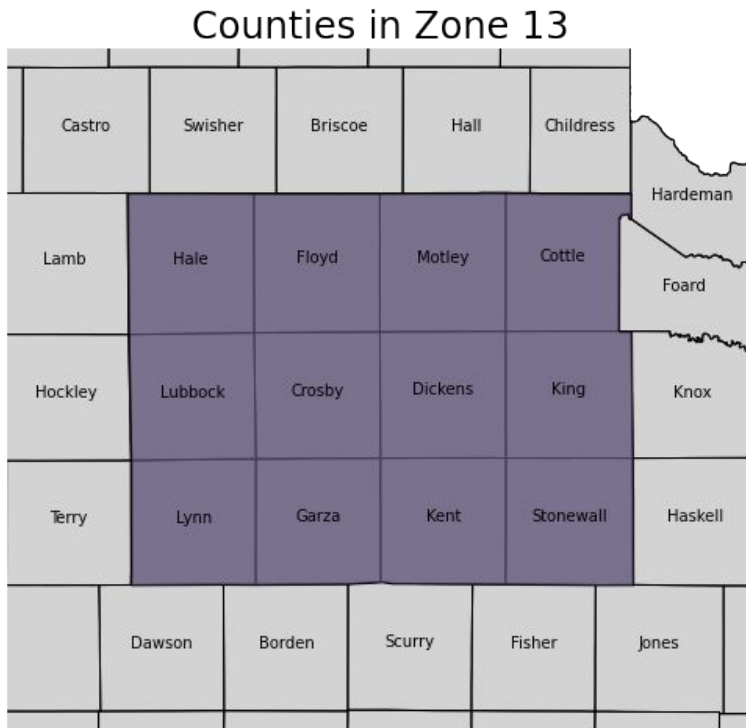 Counties in Zone 13
Castro Swisher Briscoe Hall Childress
Hardeman
Lamb Hale Floyd Motley Cottle
Foard
Hockley Lubbock Crosby Dickens King Knox
Terry Lynn Garza Kent Stonewall Haskell
Dawson Borden Scurry Fisher Jones